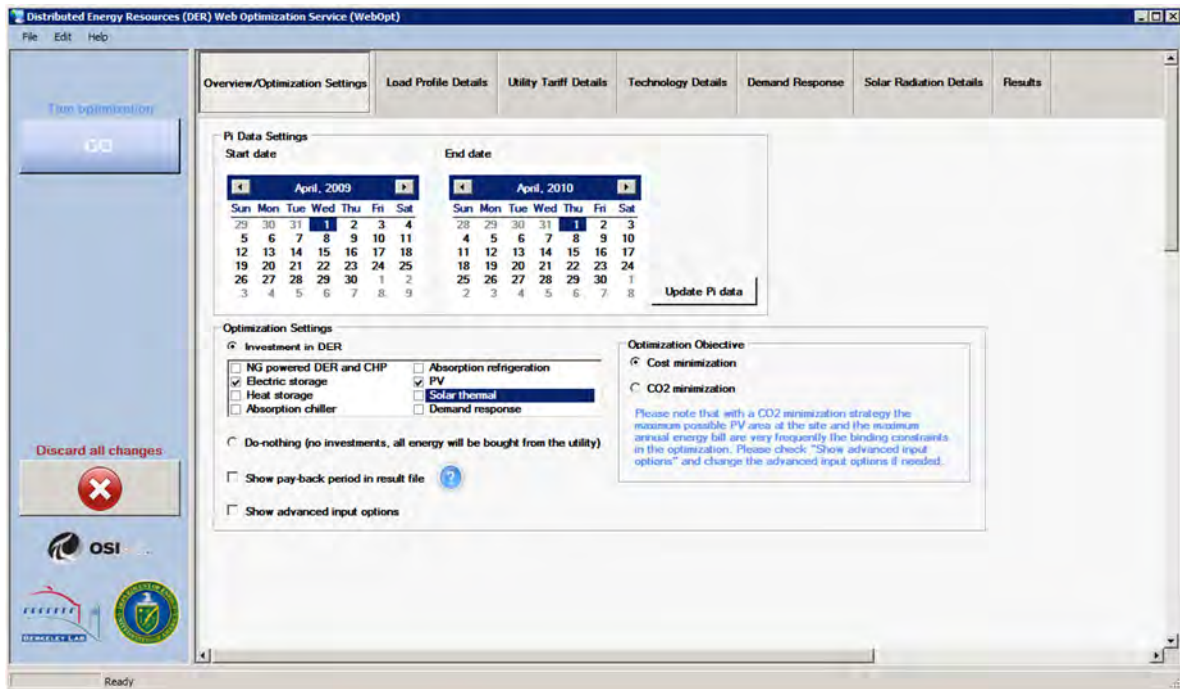 Distributed Energy Resources (DER) Web Optimization Service (WebOpt)
File Edit Help
Overview/Optimization Settings Load Profile Details Utility Tariff Details Technology Details Demand Response Solar Radiation Details Results
optimization
GO
Pi Data Settings
Start date End date
April, 2009 April, 2010
Sun Mon Tue Wed Thu Fri Sat Sun Mon Tue Wed Thu Fri Sat
29 30 31 1 2 3 4 28 29 30 31 1 2 3
5 6 7 8 9 10 11 4 5 6 7 8 9 10
12 13 14 15 16 17 18 11 12 13 14 15 16 17
19 20 21 22 23 24 25 18 19 20 21 22 23 24
26 27 28 29 30 1 2 25 26 27 28 29 30 1
3 4 5 6 7 8 9 2 3 4 5 6 7 8
Update Pi data
Optimization Settings
Investment in DER
NG powered DER and CHP Absorption refrigeration
Electric storage PV
Heat storage Solar thermal
Absorption chiller Demand response
Do-nothing (no investments, all energy will be bought from the utility)
Show pay-back period in result file ?
Show advanced input options
Optimization Objective
Cost minimization
CO2 minimization
Please note that with a CO2 minimization strategy the
maximum possible PV area at the site and the maximum
annual energy bill are very frequently the binding constraints
in the optimization. Please check "Show advanced input
options" and change the advanced input options if needed.
Discard all changes
OSI
BERKELEY LAB
Ready